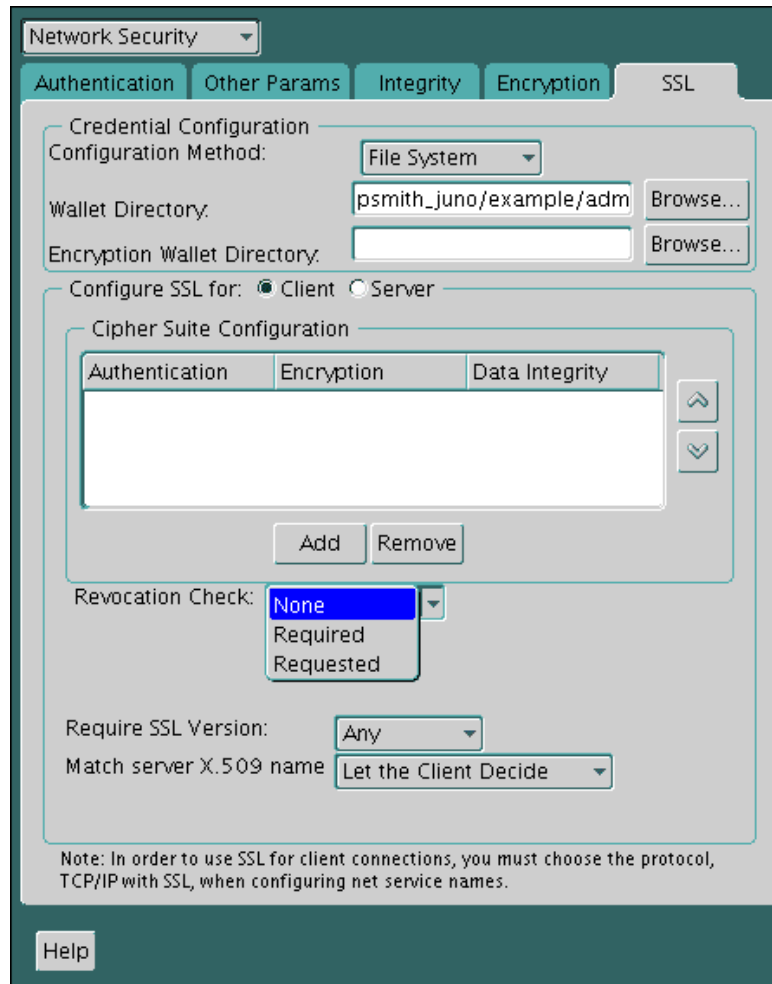 Network Security
Authentication Other Params Integrity Encryption SSL
Credential Configuration
Configuration Method: File System
Wallet Directory: psmith_juno/example/adm Browse...
Encryption Wallet Directory: Browse...
Configure SSL for: Client Server
Cipher Suite Configuration
Authentication Encryption Data Integrity
Add Remove
Revocation Check: None
Required
Requested
Require SSL Version: Any
Match server X.509 name Let the Client Decide
Note: In order to use SSL for client connections, you must choose the protocol,
TCP/IP with SSL, when configuring net service names.
Help